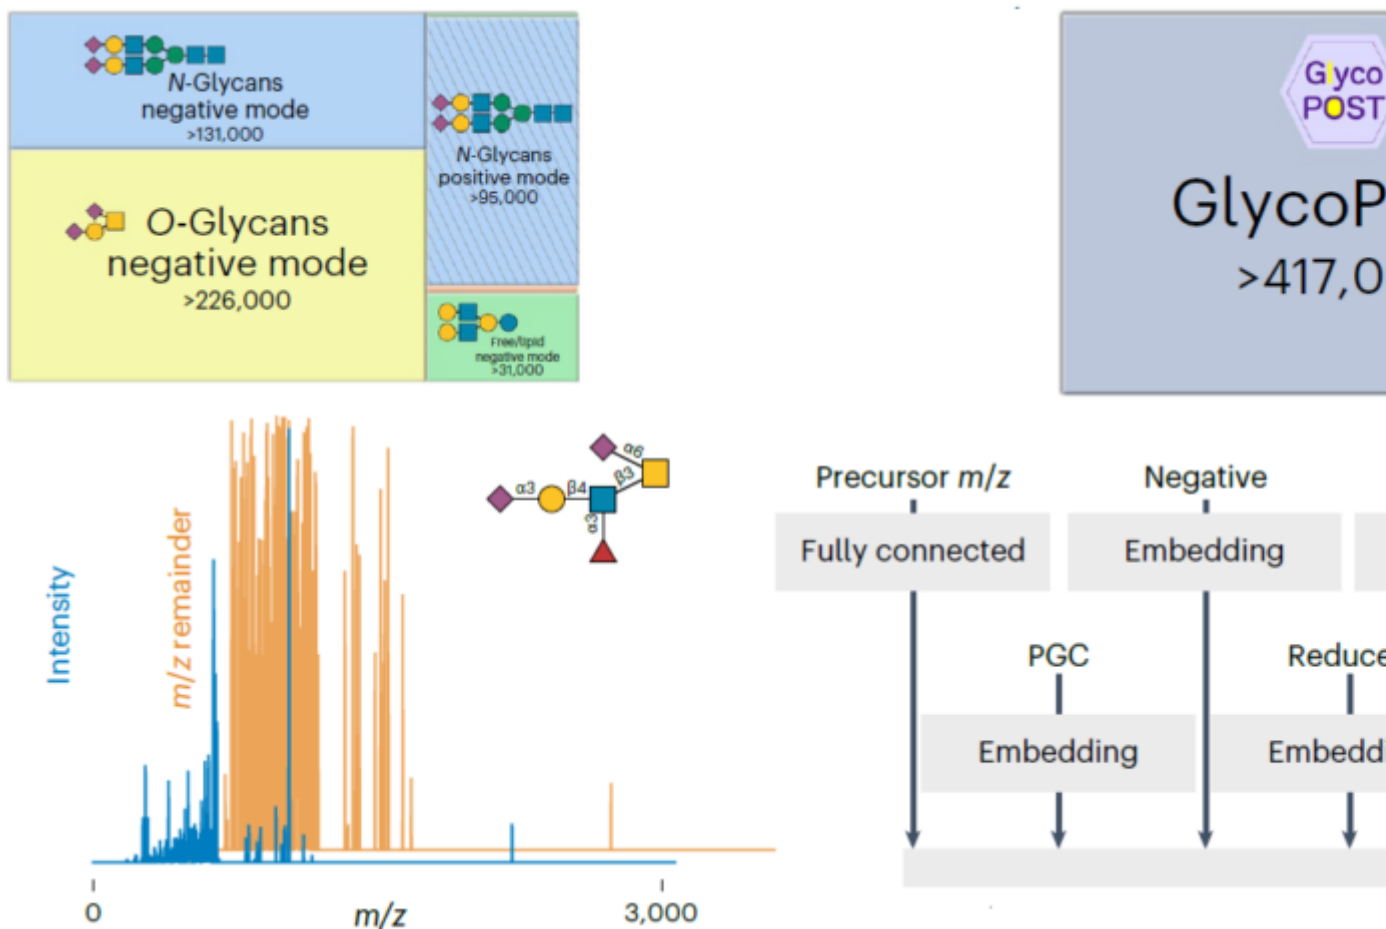 N-Glycans
negative mode
>131,000
N-Glycans
positive mode
>95,000
O-Glycans
negative mode
>226,000
Free/lipid
negative mode
>31,000
Glyco
POST
GlycoP
>417,0
Intensity
m/z remainder
α6
β3
α3
β4
α3
0
m/z
3,000
Precursor m/z
Negative
Fully connected
Embedding
PGC
Reduce
Embedding
Embeddi